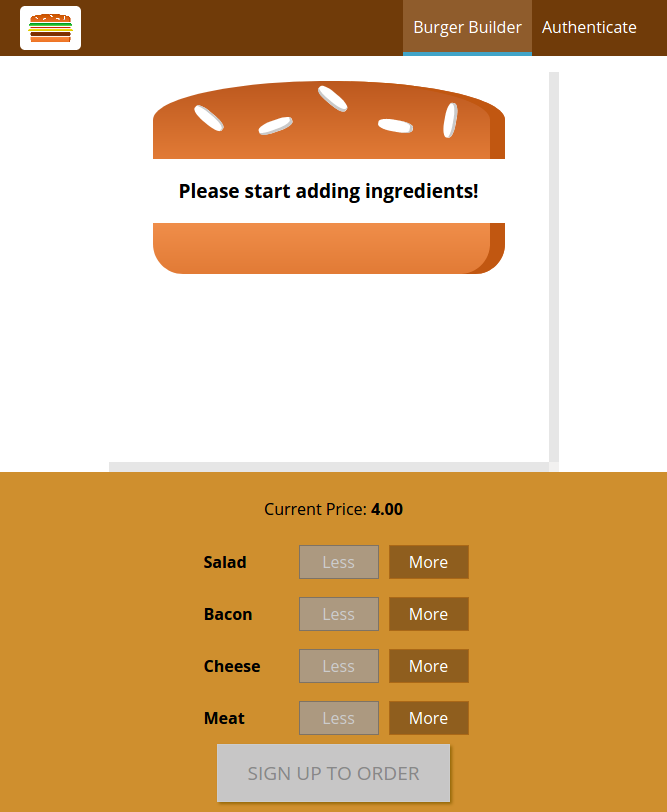 Burger Builder Authenticate
Please start adding ingredients!
Current Price: 4.00
Salad Less More
Bacon Less More
Cheese Less More
Meat Less More
SIGN UP TO ORDER